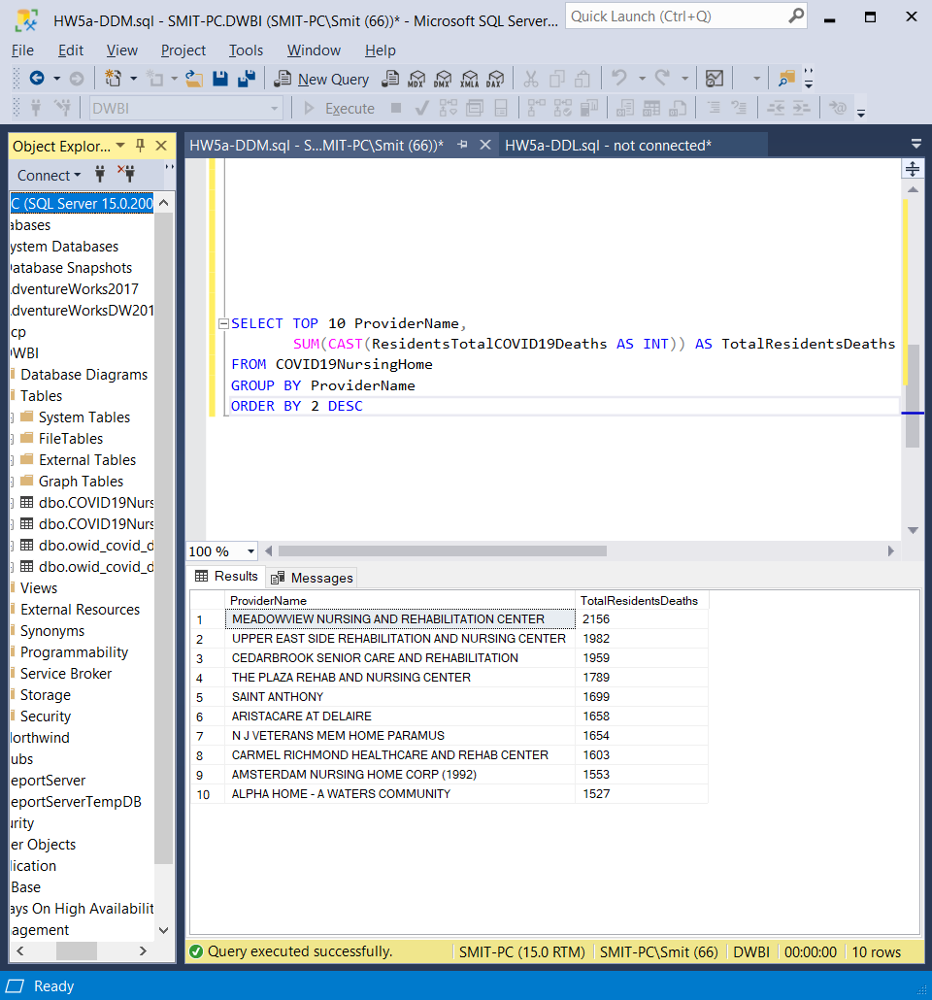 HW5a-DDM.sql - SMIT-PC.DWBI (SMIT-PC\Smit (66))* - Microsoft SQL Server...
Quick Launch (Ctrl+Q)
File Edit View Project Tools Window Help
New Query MDX DMX XMLA DAX
DWBI Execute
Object Explor...
HW5a-DDM.sql - S...MIT-PC\Smit (66))* HW5a-DDL.sql - not connected*
Connect
C (SQL Server 15.0.200
abases
ystem Databases
atabase Snapshots
dventureWorks2017
dventureWorksDW201
cp
WBI
Database Diagrams
Tables
System Tables
FileTables
External Tables
Graph Tables
dbo.COVID19Nurs
dbo.COVID19Nurs
dbo.owid_covid_d
dbo.owid_covid_d
Views
External Resources
Synonyms
Programmability
Service Broker
Storage
Security
lorthwind
ubs
eportServer
eportServerTempDB
urity
er Objects
lication
Base
ays On High Availabilit
agement
SELECT TOP 10 ProviderName,
SUM(CAST(ResidentsTotalCOVID19Deaths AS INT)) AS TotalResidentsDeaths
FROM COVID19NursingHome
GROUP BY ProviderName
ORDER BY 2 DESC
100 %
Results Messages
ProviderName TotalResidentsDeaths
1 MEADOWVIEW NURSING AND REHABILITATION CENTER 2156
2 UPPER EAST SIDE REHABILITATION AND NURSING CENTER 1982
3 CEDARBROOK SENIOR CARE AND REHABILITATION 1959
4 THE PLAZA REHAB AND NURSING CENTER 1789
5 SAINT ANTHONY 1699
6 ARISTACARE AT DELAIRE 1658
7 N J VETERANS MEM HOME PARAMUS 1654
8 CARMEL RICHMOND HEALTHCARE AND REHAB CENTER 1603
9 AMSTERDAM NURSING HOME CORP (1992) 1553
10 ALPHA HOME - A WATERS COMMUNITY 1527
Query executed successfully. SMIT-PC (15.0 RTM) SMIT-PC\Smit (66) DWBI 00:00:00 10 rows
Ready